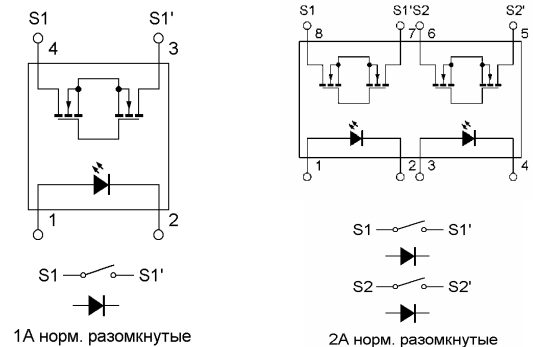 S1 S1'
4 3
1 2
S1 S1'
1А норм. разомкнутые
S1 S1' S2 S2'
8 7 6 5
1 2 3 4
S1 S1'
S2 S2'
2А норм. разомкнутые